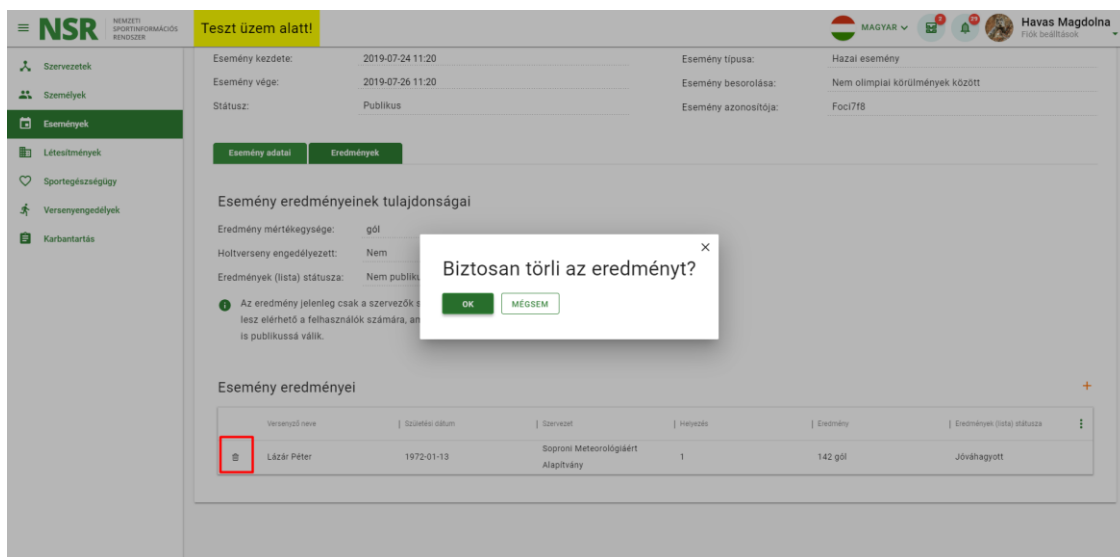 NSR
NEMZETI
SPORTINFORMÁCIÓS
RENDSZER
Teszt üzem alatt!
MAGYAR
Havas Magdolna
Fiók beállítások
Szervezetek
Személyek
Események
Létesítmények
Sportegészségügy
Versenyengedélyek
Karbantartás
Esemény kezdete: 2019-07-24 11:20
Esemény vége: 2019-07-26 11:20
Státusz: Publikus
Esemény típusa: Hazai esemény
Esemény besorolása: Nem olimpiai körülmények között
Esemény azonosítója: Foci7f8
Esemény adatai Eredmények
Esemény eredményeinek tulajdonságai
Eredmény mértékegysége: gól
Holtverseny engedélyezett: Nem
Eredmények (lista) státusza: Nem publiku
Az eredmény jelenleg csak a szervezők s
lesz elérhető a felhasználók számára, am
is publikussá válik.
Biztosan törli az eredményt?
OK MÉGSEM
Esemény eredményei
Versenyző neve Születési dátum Szervezet Helyezés Eredmény Eredmények (lista) státusza
Lázár Péter 1972-01-13 Soproni Meteorológiáért Alapítvány 1 142 gól Jóváhagyott